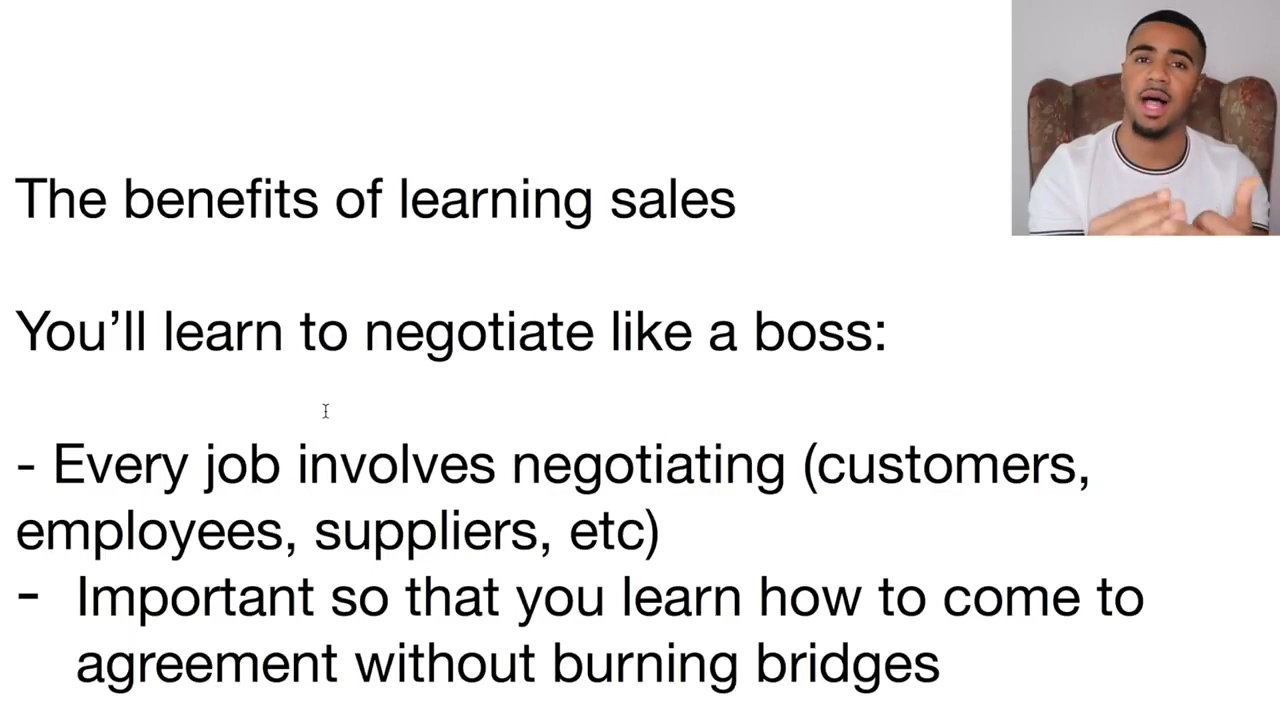 The benefits of learning sales
You’ll learn to negotiate like a boss:
- Every job involves negotiating (customers,
employees, suppliers, etc)
- Important so that you learn how to come to
agreement without burning bridges